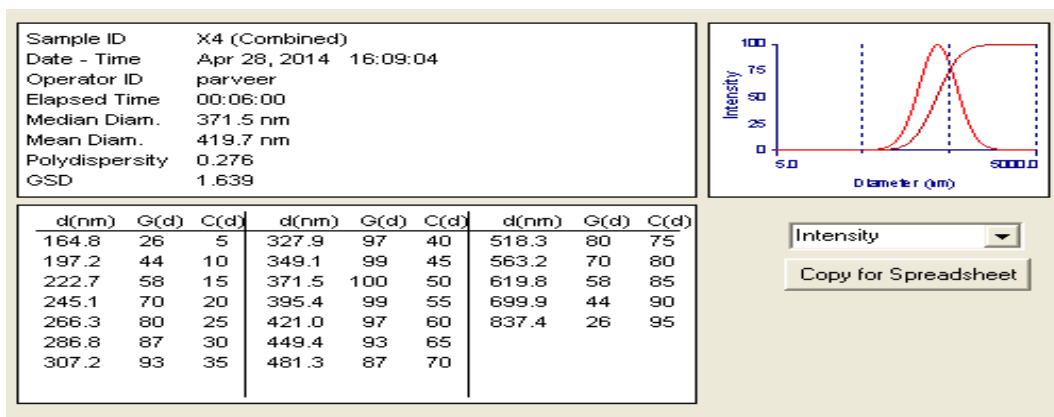 Sample ID X4 (Combined)
Date - Time Apr 28, 2014 16:09:04
Operator ID parveer
Elapsed Time 00:06:00
Median Diam. 371.5 nm
Mean Diam. 419.7 nm
Polydispersity 0.276
GSD 1.639
100
75
50
25
0
Intensity
5.0 5000.0
Diameter (nm)
d(nm) G(d) C(d) d(nm) G(d) C(d) d(nm) G(d) C(d)
164.8 26 5 327.9 97 40 518.3 80 75
197.2 44 10 349.1 99 45 563.2 70 80
222.7 58 15 371.5 100 50 619.8 58 85
245.1 70 20 395.4 99 55 699.9 44 90
266.3 80 25 421.0 97 60 837.4 26 95
286.8 87 30 449.4 93 65
307.2 93 35 481.3 87 70
Intensity
Copy for Spreadsheet